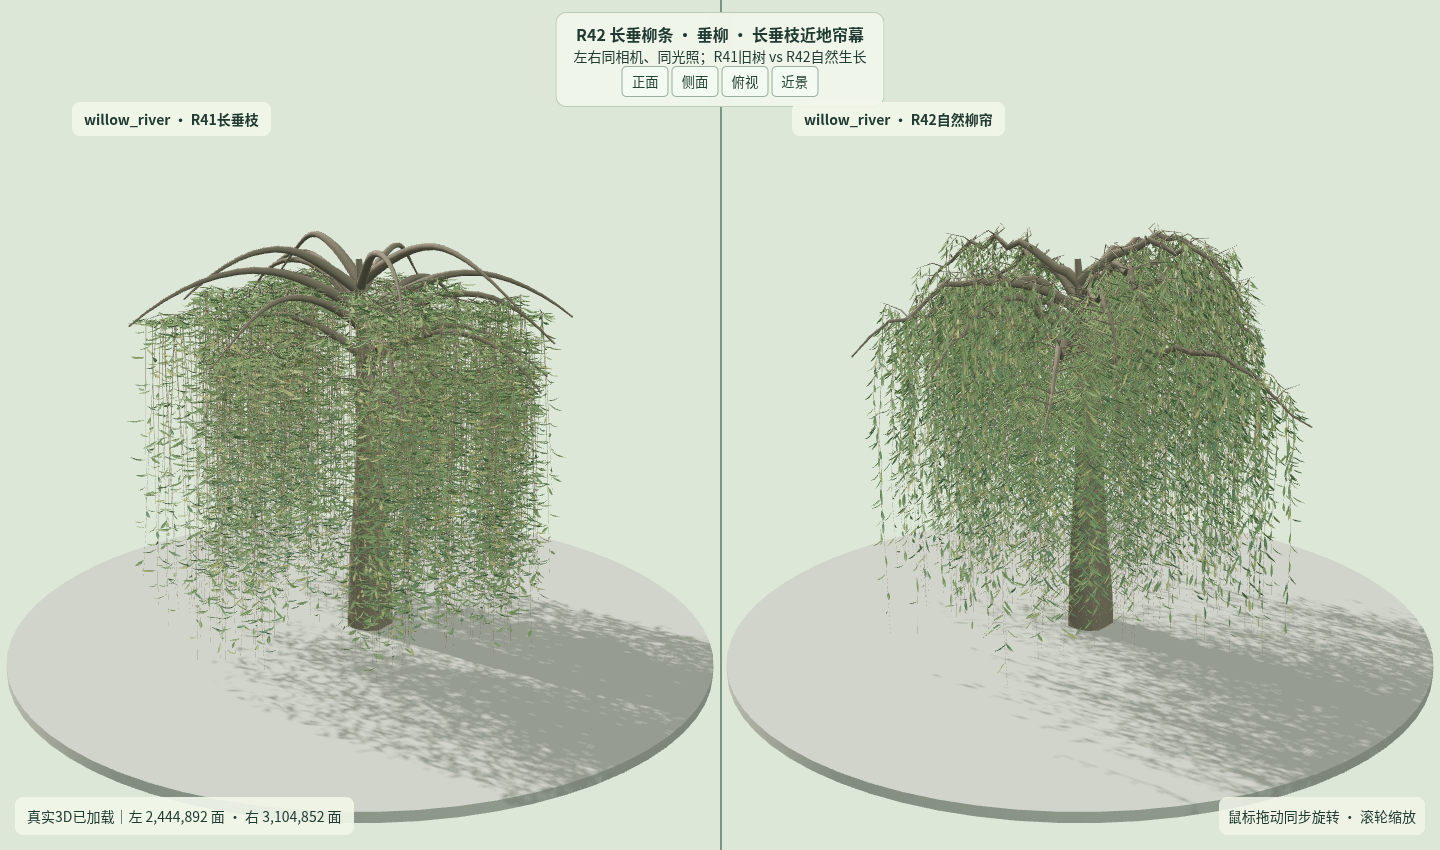 R42 长垂柳条 · 垂柳 · 长垂枝近地帘幕
左右同相机、同光照；R41旧树 vs R42自然生长
正面 侧面 俯视 近景
willow_river · R41长垂枝
willow_river · R42自然柳帘
真实3D已加载｜左 2,444,892 面 · 右 3,104,852 面
鼠标拖动同步旋转 · 滚轮缩放